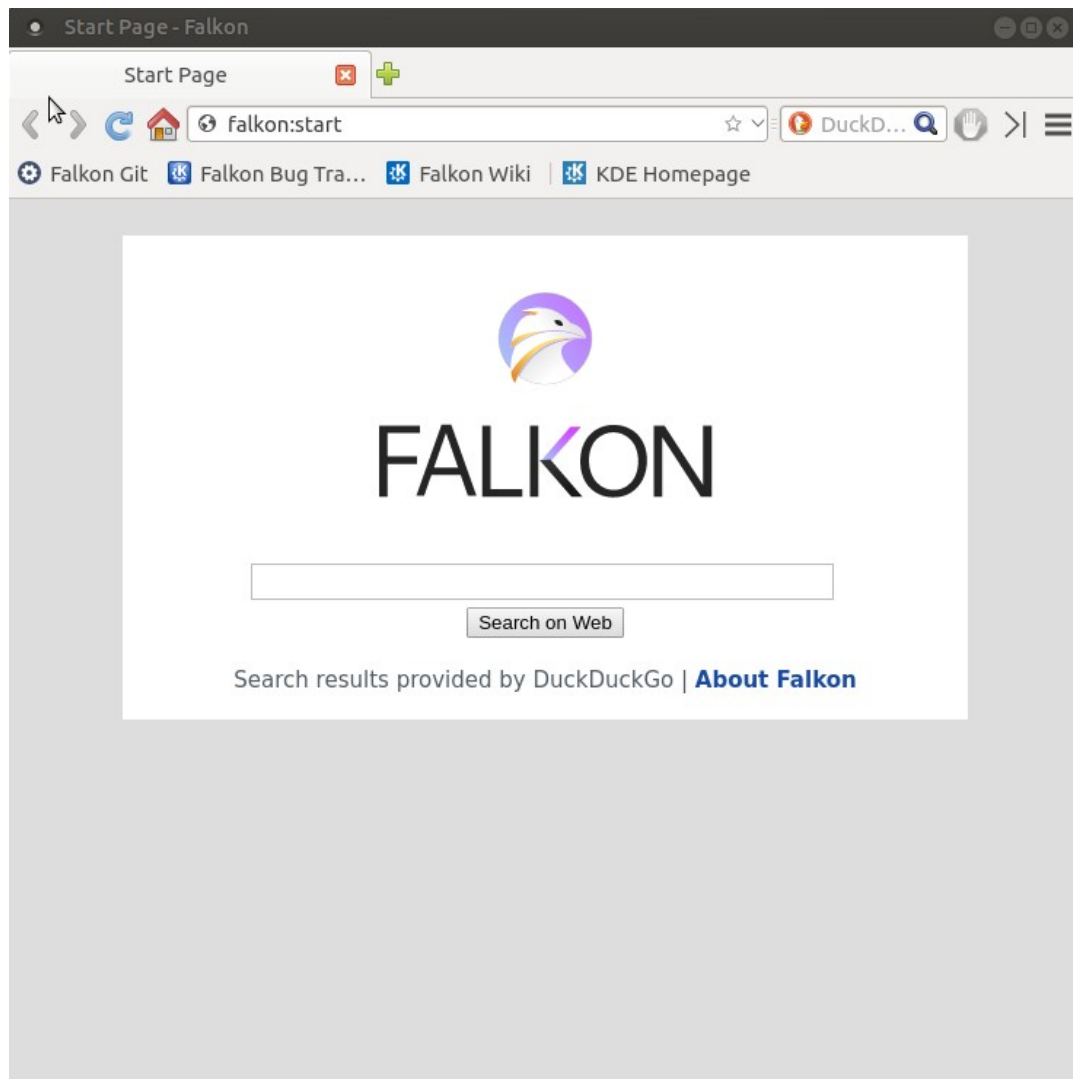 Start Page - Falkon
Start Page
falkon:start DuckD...
Falkon Git Falkon Bug Tra... Falkon Wiki KDE Homepage
FALKON
Search on Web
Search results provided by DuckDuckGo | About Falkon